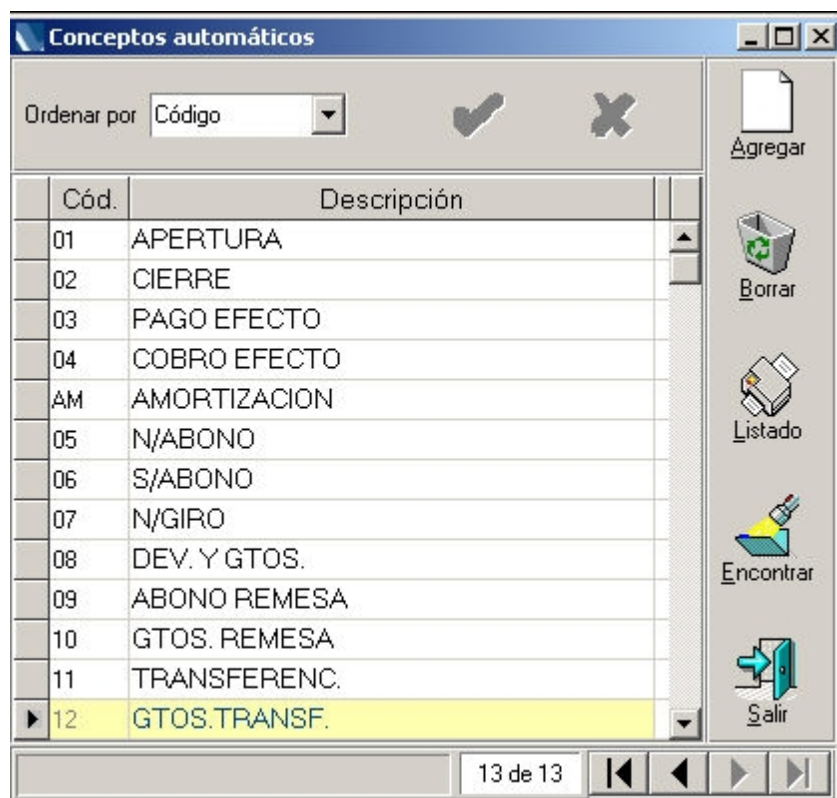 Conceptos automáticos
Ordenar por Código
Agregar
Cód. Descripción
01 APERTURA
02 CIERRE
Borrar
03 PAGO EFECTO
04 COBRO EFECTO
AM AMORTIZACION
Listado
05 N/ABONO
06 S/ABONO
07 N/GIRO
08 DEV. Y GTOS.
Encontrar
09 ABONO REMESA
10 GTOS. REMESA
11 TRANSFERENC.
12 GTOS.TRANSF.
Salir
13 de 13